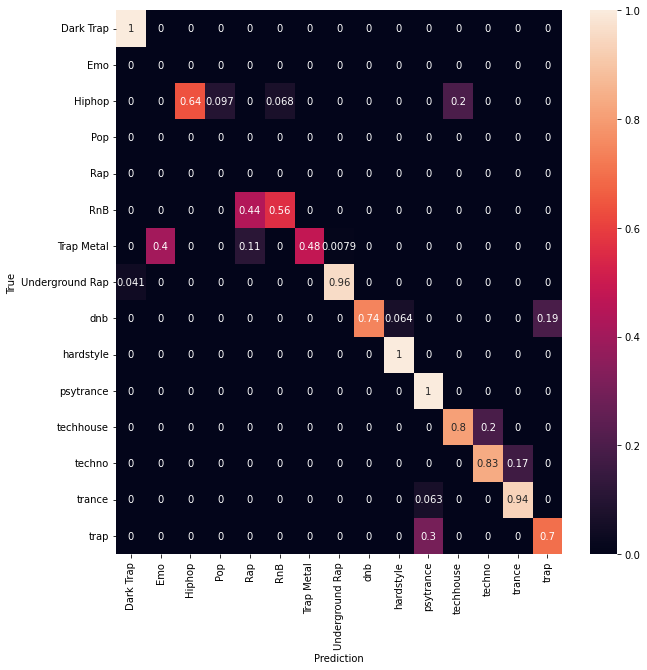 Dark Trap 1 0 0 0 0 0 0 0 0 0 0 0 0 0 0
Emo 0 0 0 0 0 0 0 0 0 0 0 0 0 0 0
Hiphop 0 0 0.64 0.097 0 0.068 0 0 0 0 0 0.2 0 0 0
Pop 0 0 0 0 0 0 0 0 0 0 0 0 0 0 0
Rap 0 0 0 0 0 0 0 0 0 0 0 0 0 0 0
RnB 0 0 0 0 0.44 0.56 0 0 0 0 0 0 0 0 0
Trap Metal 0 0.4 0 0 0.11 0 0.48 0.0079 0 0 0 0 0 0 0
Underground Rap 0.041 0 0 0 0 0 0 0.96 0 0 0 0 0 0 0
dnb 0 0 0 0 0 0 0 0 0.74 0.064 0 0 0 0 0.19
hardstyle 0 0 0 0 0 0 0 0 0 1 0 0 0 0 0
psytrance 0 0 0 0 0 0 0 0 0 0 1 0 0 0 0
techhouse 0 0 0 0 0 0 0 0 0 0 0 0.8 0.2 0 0
techno 0 0 0 0 0 0 0 0 0 0 0 0 0.83 0.17 0
trance 0 0 0 0 0 0 0 0 0 0 0.063 0 0 0.94 0
trap 0 0 0 0 0 0 0 0 0 0 0.3 0 0 0 0.7
True
Dark Trap
Emo
Hiphop
Pop
Rap
RnB
Trap Metal
Underground Rap
dnb
hardstyle
psytrance
techhouse
techno
trance
trap
Prediction
1.0
0.8
0.6
0.4
0.2
0.0